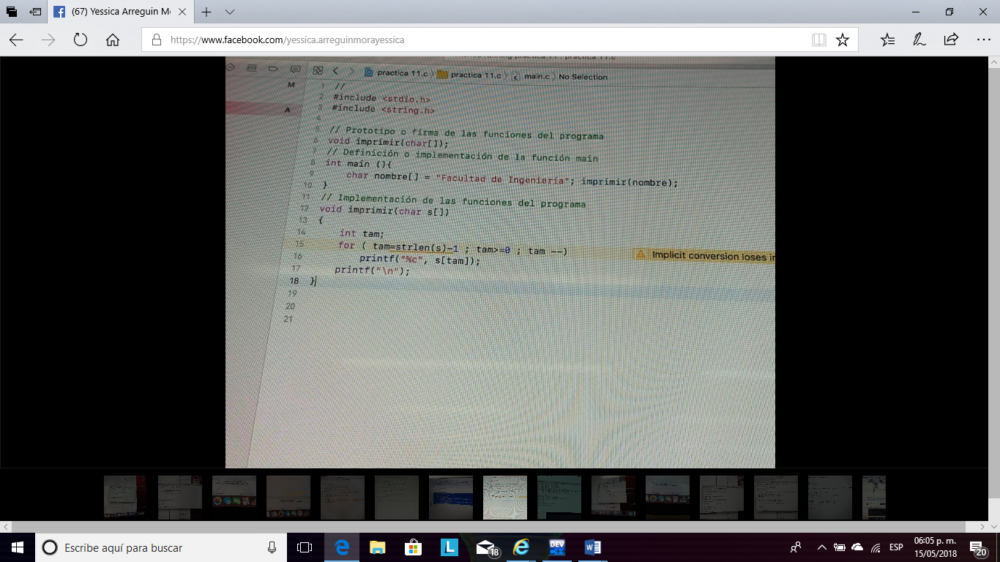 (67) Yessica Arreguin Mo
https://www.facebook.com/yessica.arreguinmorayessica
practica 11.c practica 11.c c main.c No Selection
M
A
1 //
2 #include <stdio.h>
3 #include <string.h>
4
5 // Prototipo o firma de las funciones del programa
6 void imprimir(char[]);
7 // Definición o implementación de la función main
8 int main (){
9 char nombre[] = "Facultad de Ingeniería"; imprimir(nombre);
10 }
11 // Implementación de las funciones del programa
12 void imprimir(char s[])
13 {
14 int tam;
15 for ( tam=strlen(s)-1 ; tam>=0 ; tam --)
Implicit conversion loses in
16 printf("%c", s[tam]);
17 printf("\n");
18 }
19
20
21
Escribe aquí para buscar
L
18
DEV
W
ESP
06:05 p. m.
15/05/2018
20